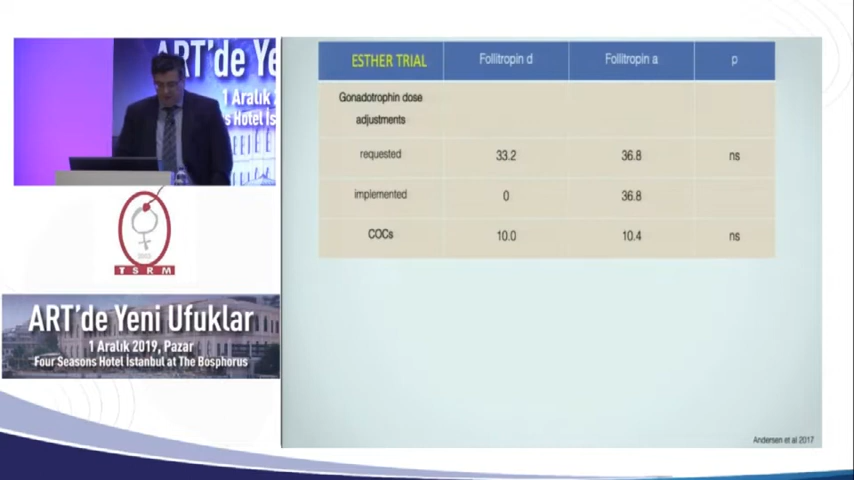 ART'de Ye
1 Aralık
s Hotel İs
TSRM
ART'de Yeni Ufuklar
1 Aralık 2019, Pazar
Four Seasons Hotel İstanbul at The Bosphorus
ESTHER TRIAL Follitropin d Follitropin a p
Gonadotrophin dose
adjustments
requested 33.2 36.8 ns
implemented 0 36.8
COCs 10.0 10.4 ns
Andersen et al 2017